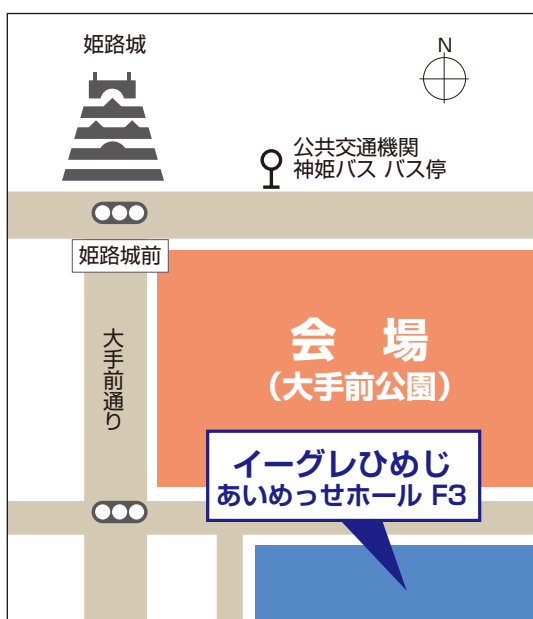 姫路城
N
公共交通機関
神姫バス バス停
姫路城前
大手前通り
会 場
(大手前公園)
イーグレひめじ
あいめっせホール F3